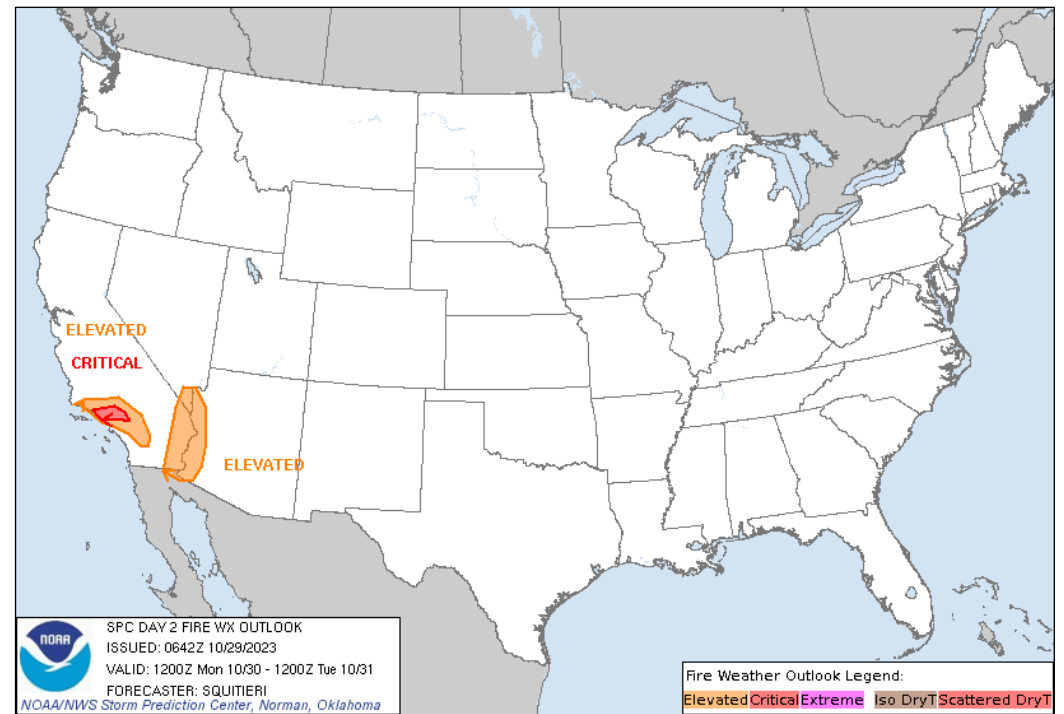 ELEVATED
CRITICAL
ELEVATED
NOAA
SPC DAY 2 FIRE WX OUTLOOK
ISSUED: 0642Z 10/29/2023
VALID: 1200Z Mon 10/30 - 1200Z Tue 10/31
FORECASTER: SQUITIERI
NOAA/NWS Storm Prediction Center, Norman, Oklahoma
Fire Weather Outlook Legend:
Elevated Critical Extreme Iso DryT Scattered DryT